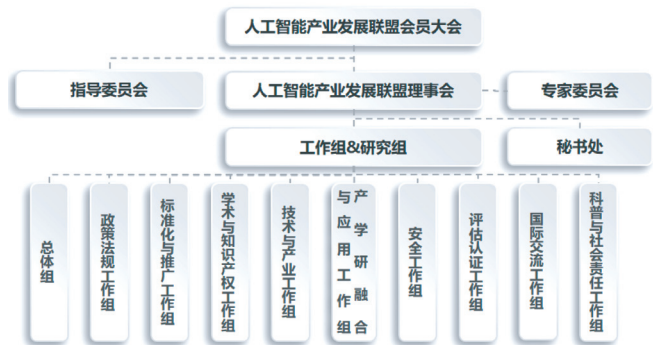 人工智能产业发展联盟会员大会
指导委员会
人工智能产业发展联盟理事会
专家委员会
工作组&研究组
秘书处
总体组
政策法规工作组
标准化与推广工作组
学术与知识产权工作组
技术与产业工作组
产学研融合
与应用工作组
安全工作组
评估认证工作组
国际交流工作组
科普与社会责任工作组